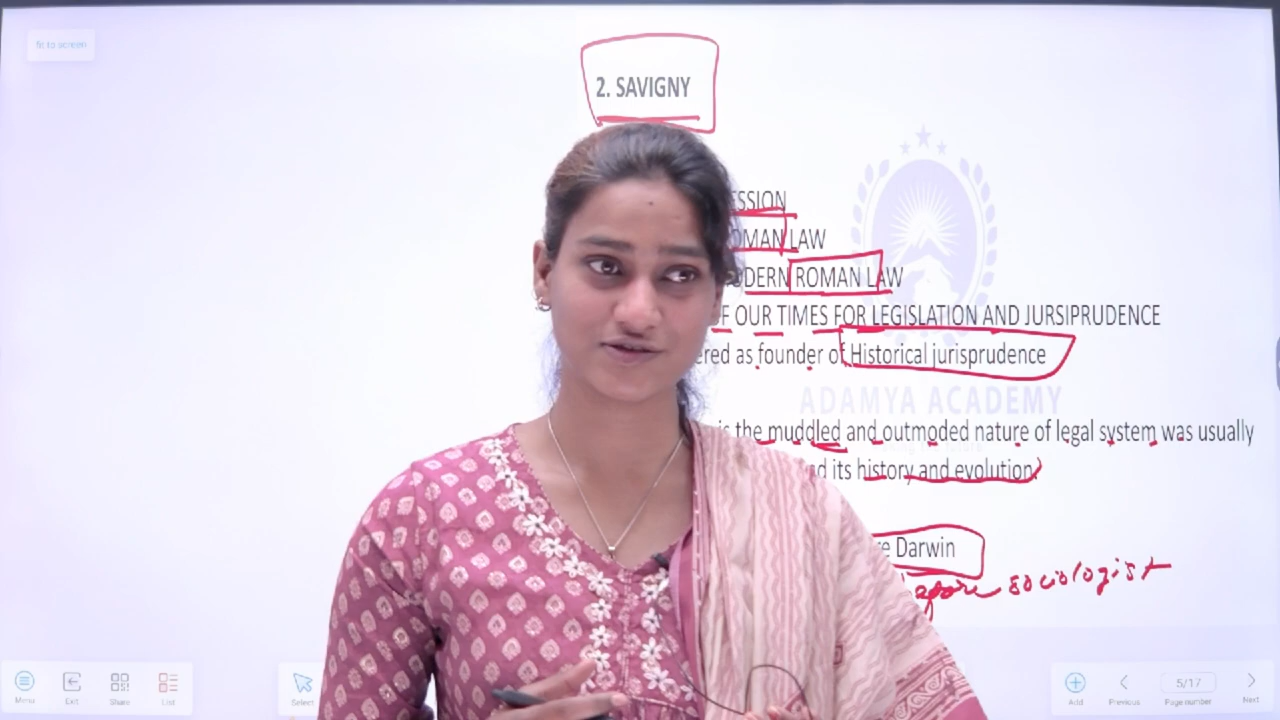 fit to screen
2. SAVIGNY
ESSION
OMAN LAW
ODERN ROMAN LAW
F OUR TIMES FOR LEGISLATION AND JURSIPRUDENCE
ered as founder of Historical jurisprudence
ADAMYA ACADEMY
is the muddled and outmoded nature of legal system was usually
d its history and evolution.
e Darwin
sociologist
Menu
Exit
Share
List
Select
Add
Previous
5/17
Page number
Next